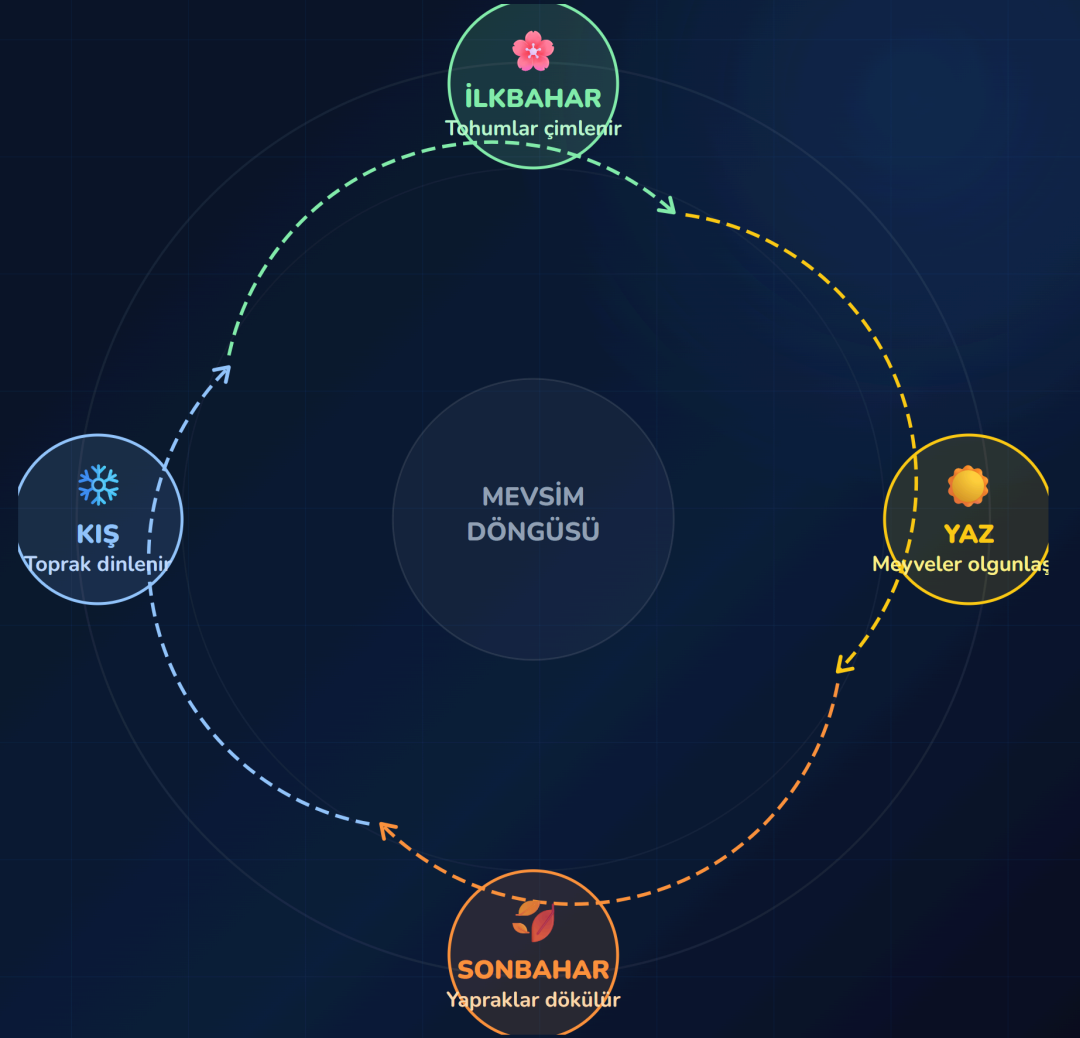 İLKBAHAR
Tohumlar çimlenir
MEVSİM
DÖNGÜSÜ
KIŞ
Toprak dinlenir
YAZ
Meyveler olgunlaş
SONBAHAR
Yapraklar dökülür